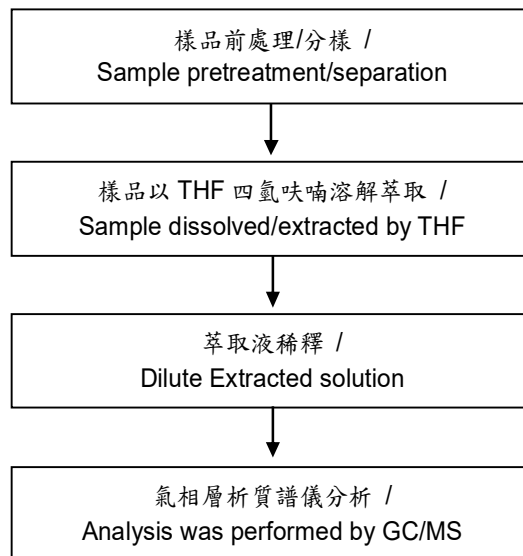 樣品前處理/分樣 /
Sample pretreatment/separation
樣品以 THF 四氫呋喃溶解萃取 /
Sample dissolved/extracted by THF
萃取液稀釋 /
Dilute Extracted solution
氣相層析質譜儀分析 /
Analysis was performed by GC/MS